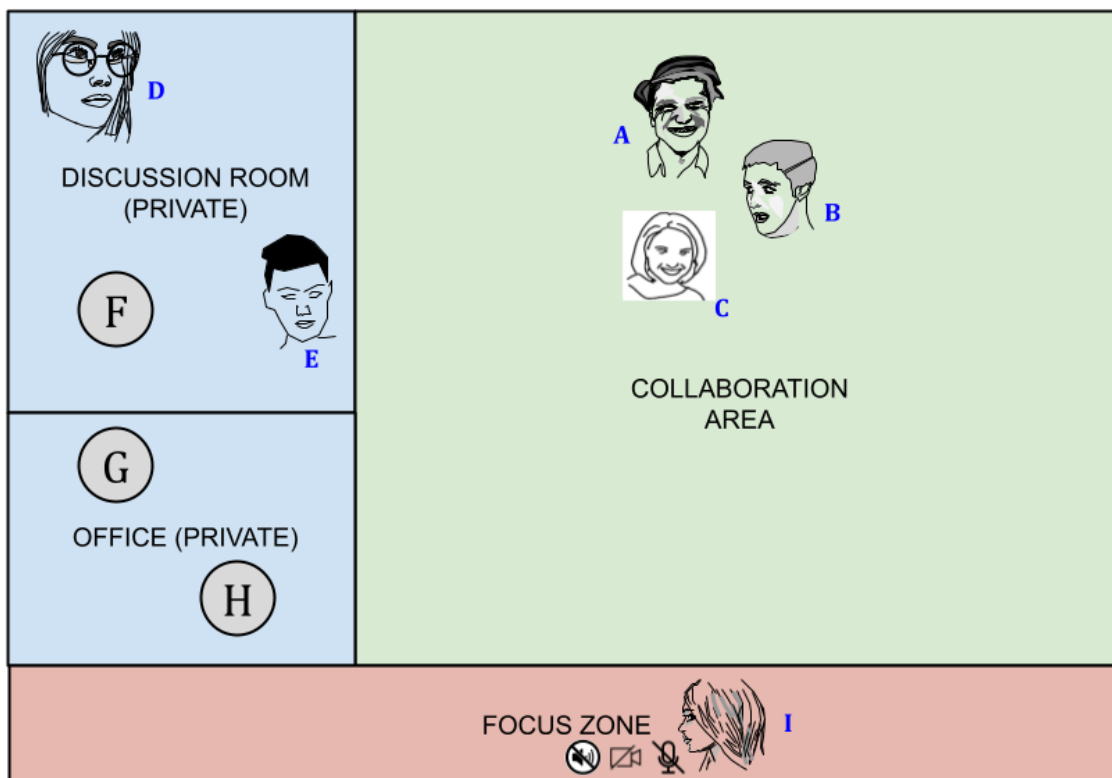 D
A
DISCUSSION ROOM
(PRIVATE)
B
C
F
E
COLLABORATION
AREA
G
OFFICE (PRIVATE)
H
FOCUS ZONE
I